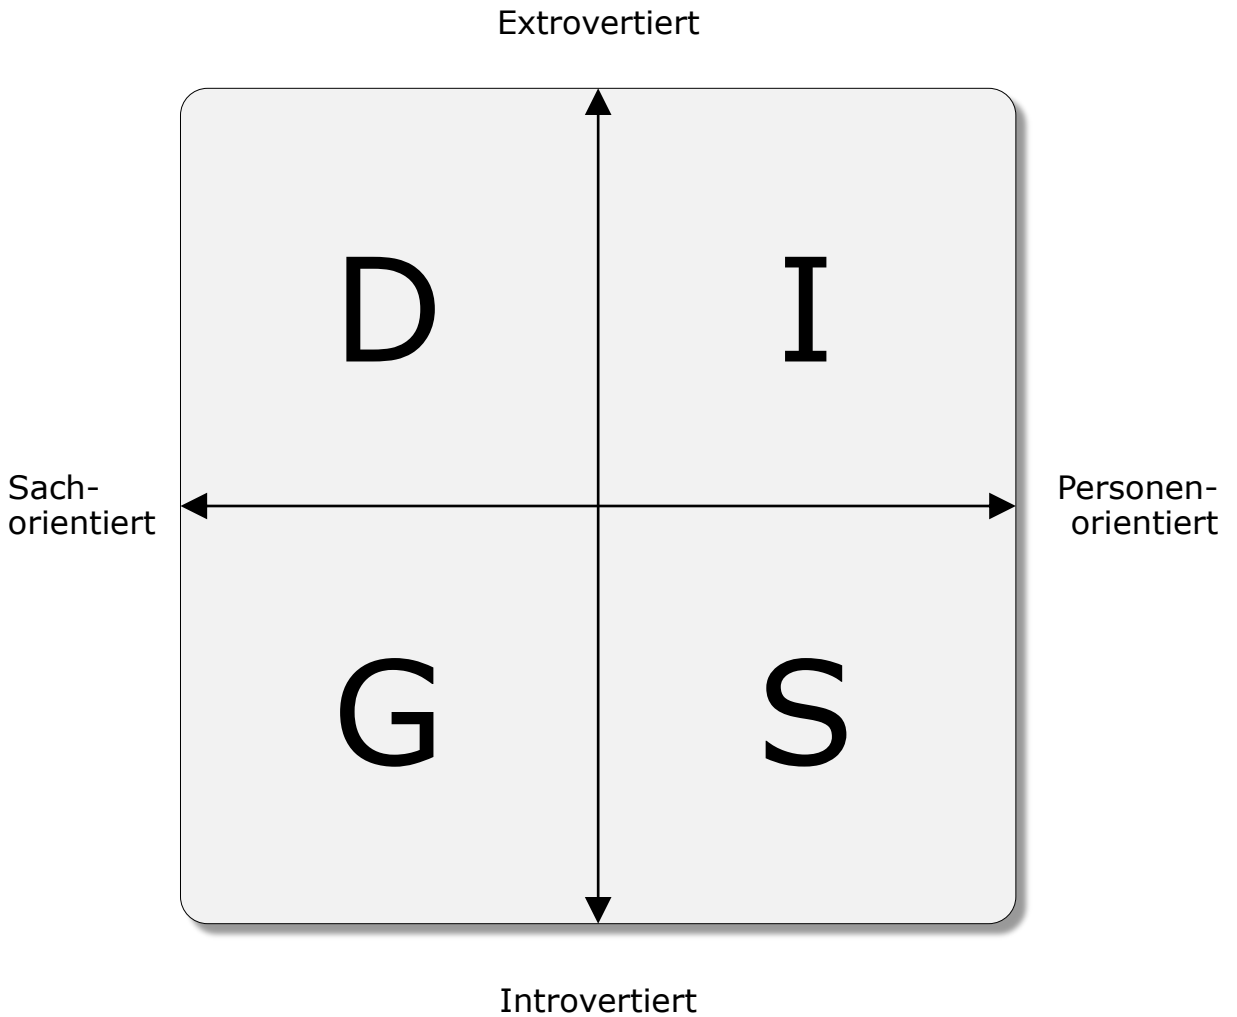 Extrovertiert
D
I
Sach-
orientiert
Personen-
orientiert
G
S
Introvertiert